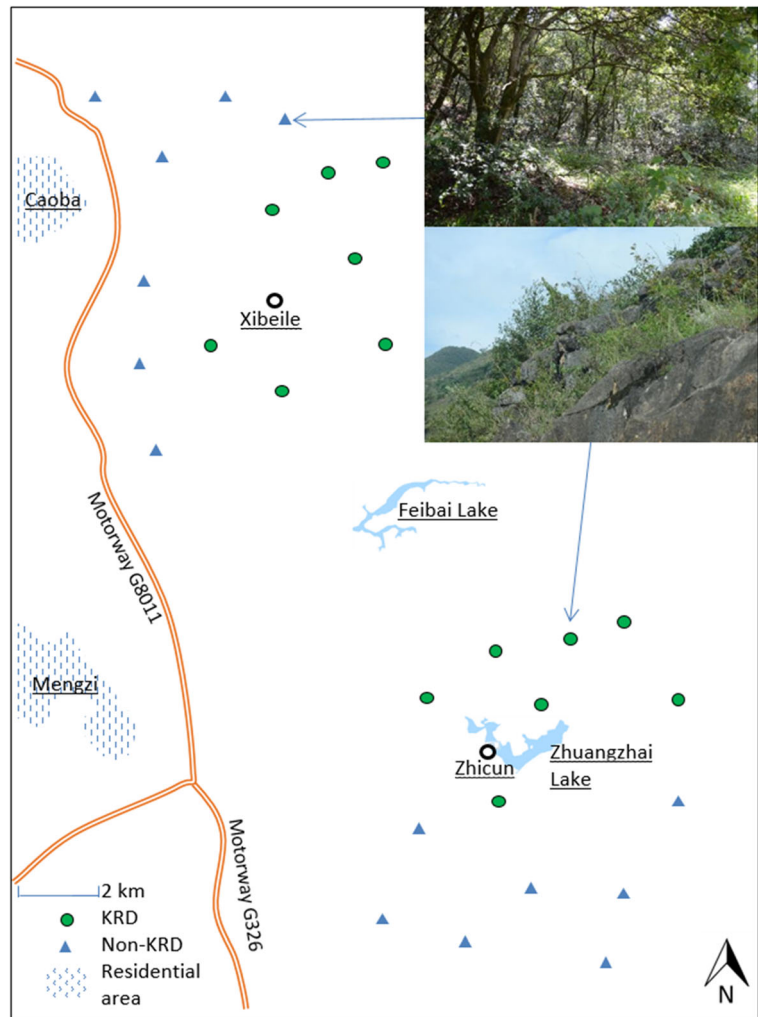 Caoba
Xibeile
Motorway G8011
Feibai Lake
Mengzi
Zhicun
Zhuangzhai
Lake
Motorway G326
2 km
KRD
Non-KRD
Residential
area
N